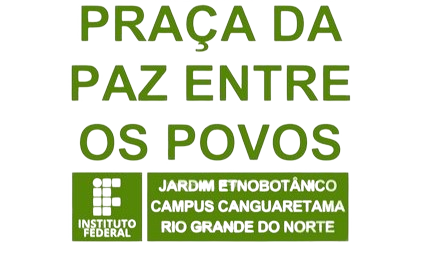 PRAÇA DA
PAZ ENTRE
OS POVOS
INSTITUTO
FEDERAL
JARDIM ETNOBOTÂNICO
CAMPUS CANGUARETAMA
RIO GRANDE DO NORTE